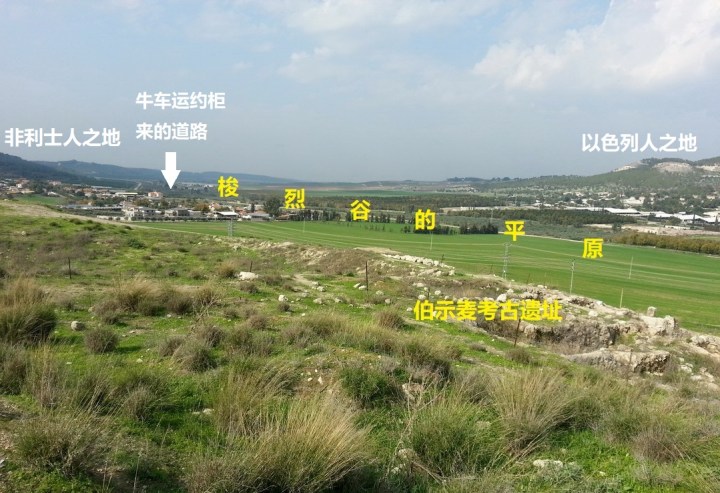 牛车运约柜
来的道路
非利士人之地
以色列人之地
梭烈谷的平原
伯示麦考古遗址